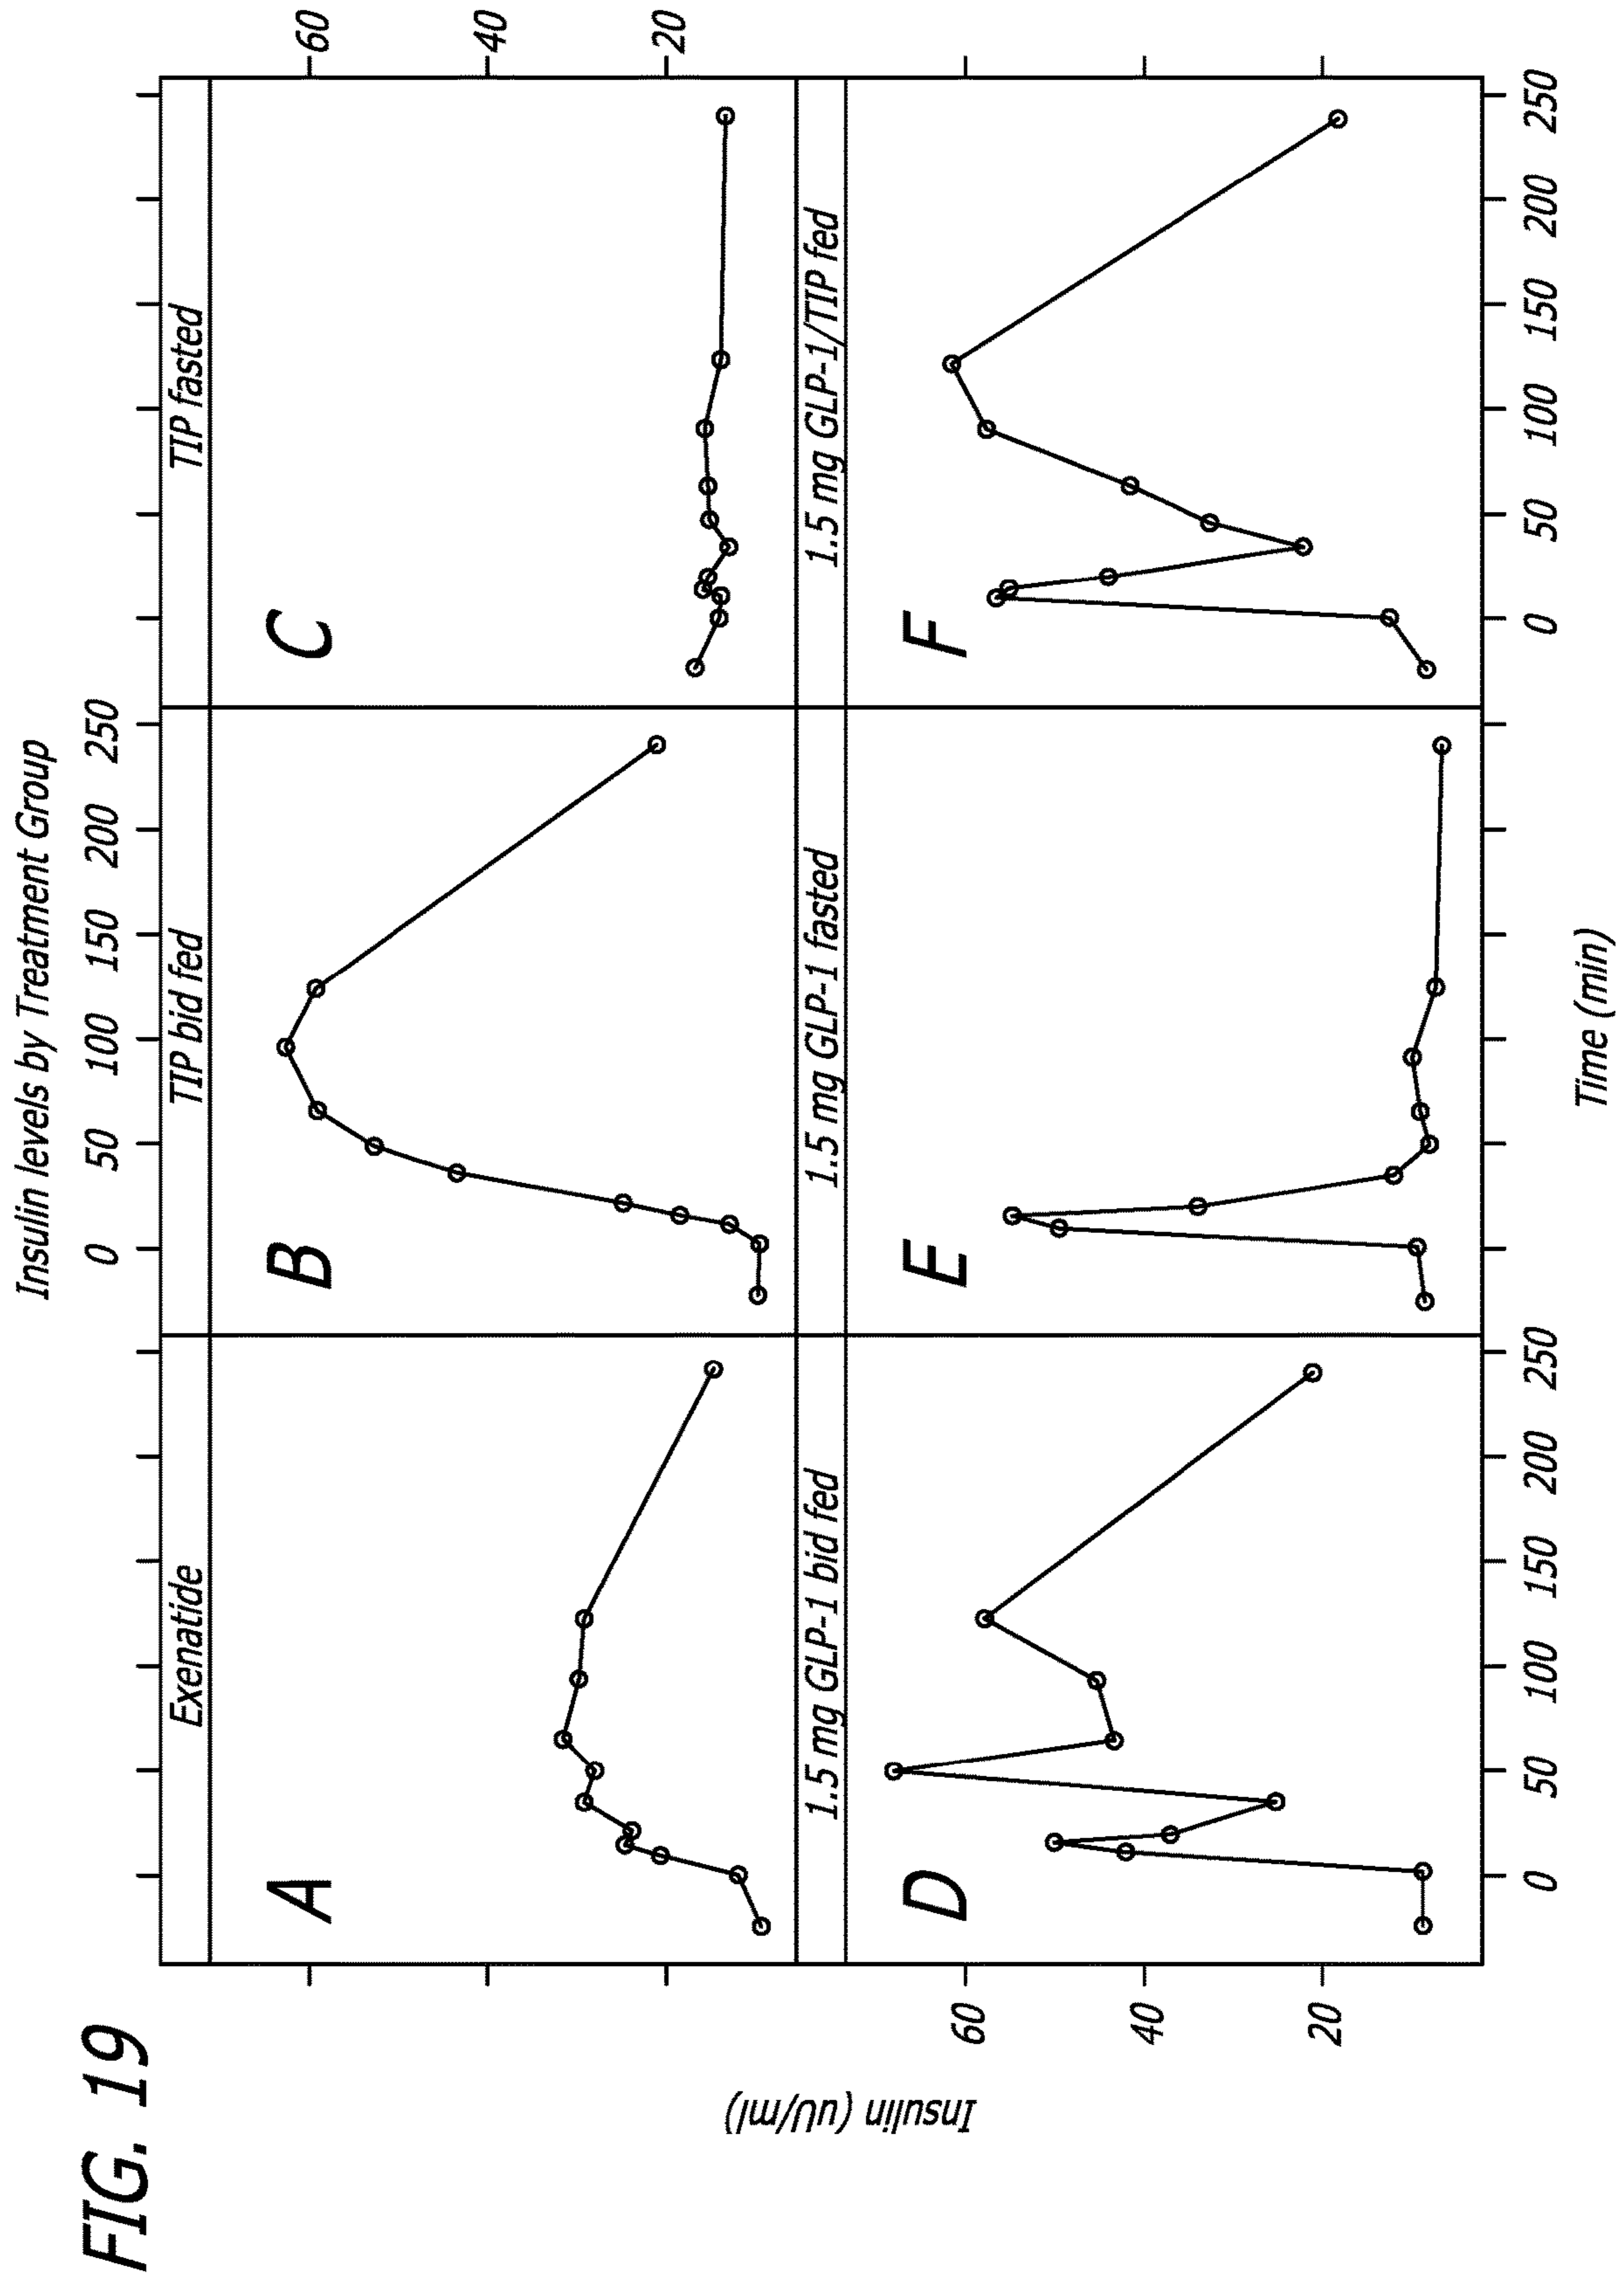 FIG. 19
Insulin levels by Treatment Group
0 50 100 150 200 250
Exenatide
TIP bid fed
TIP fasted
A
B
C
60
40
20
1.5 mg GLP-1 bid fed
1.5 mg GLP-1 fasted
1.5 mg GLP-1/TIP fed
D
E
F
60
40
20
Insulin (uU/ml)
0 50 100 150 200 250
0 50 100 150 200 250
Time (min)